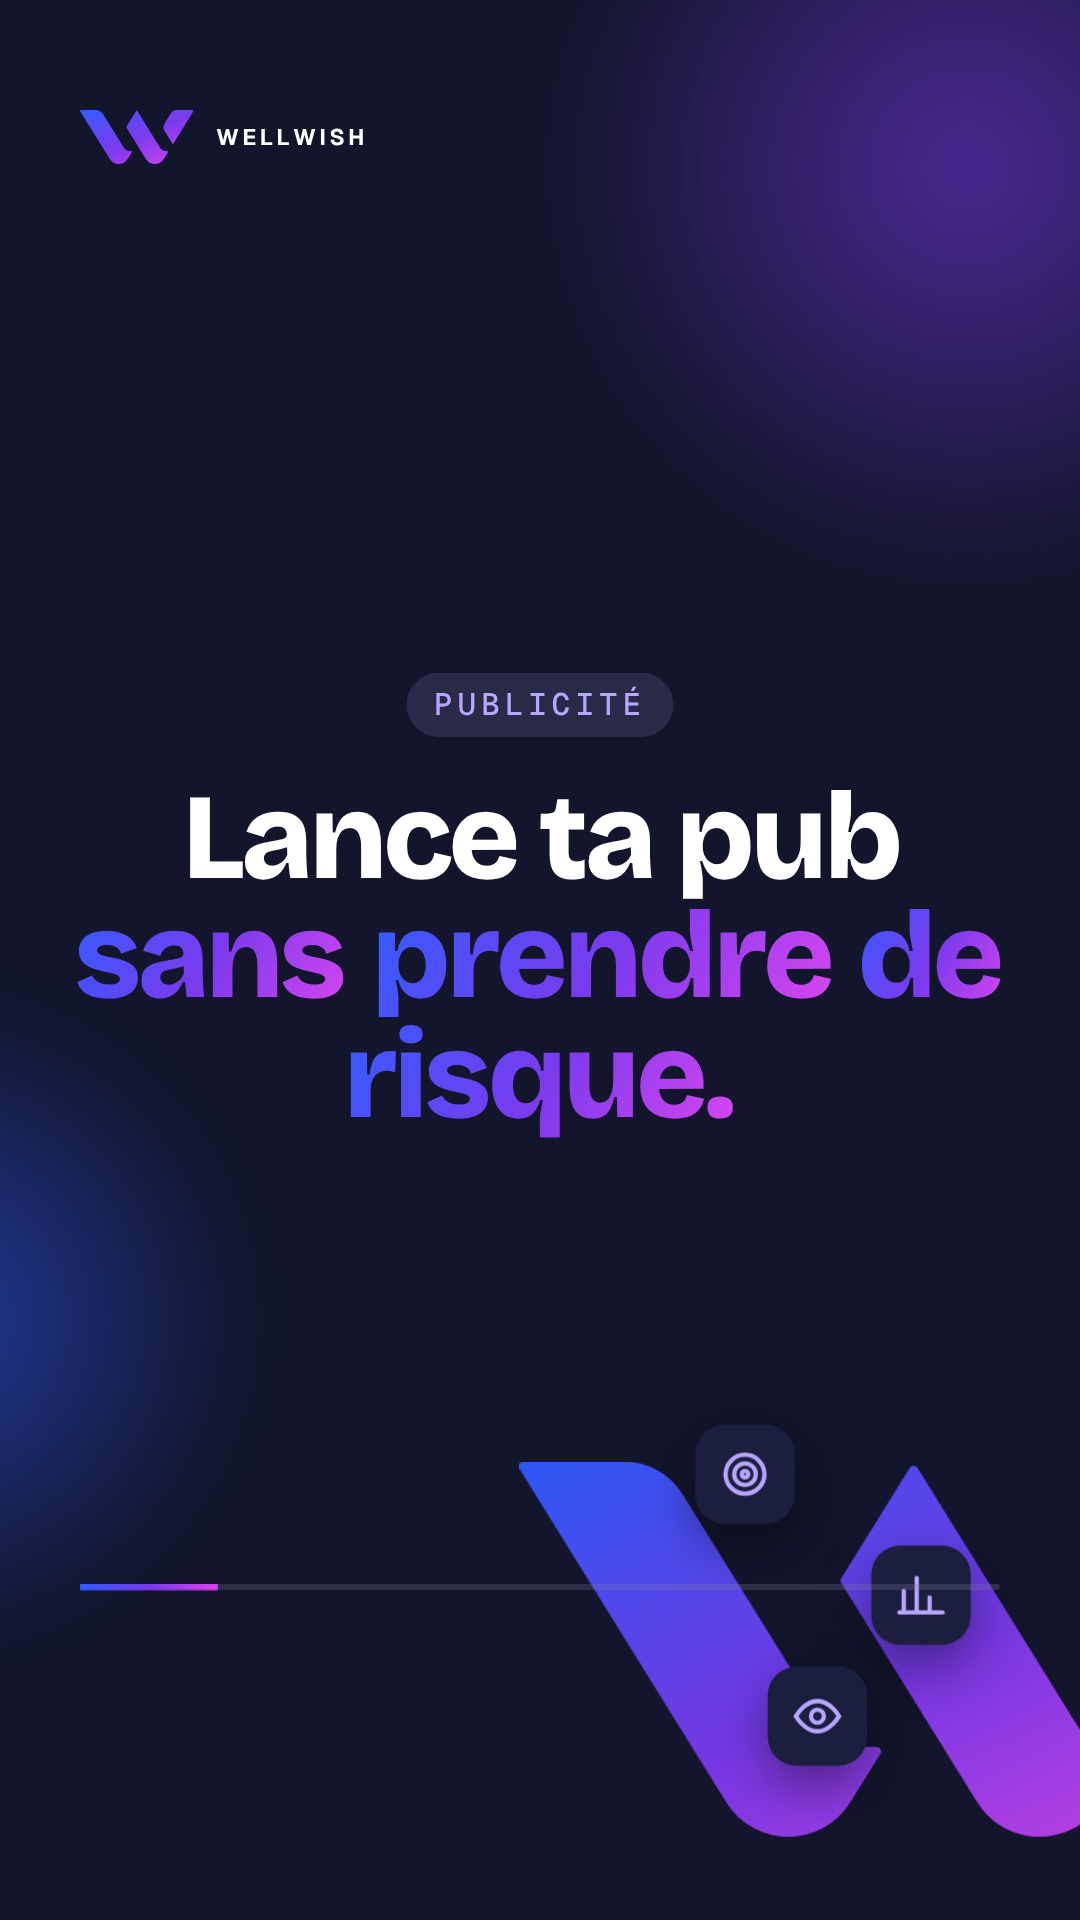 WELLWISH
PUBLICITÉ
Lance ta pub
sans prendre de
risque.